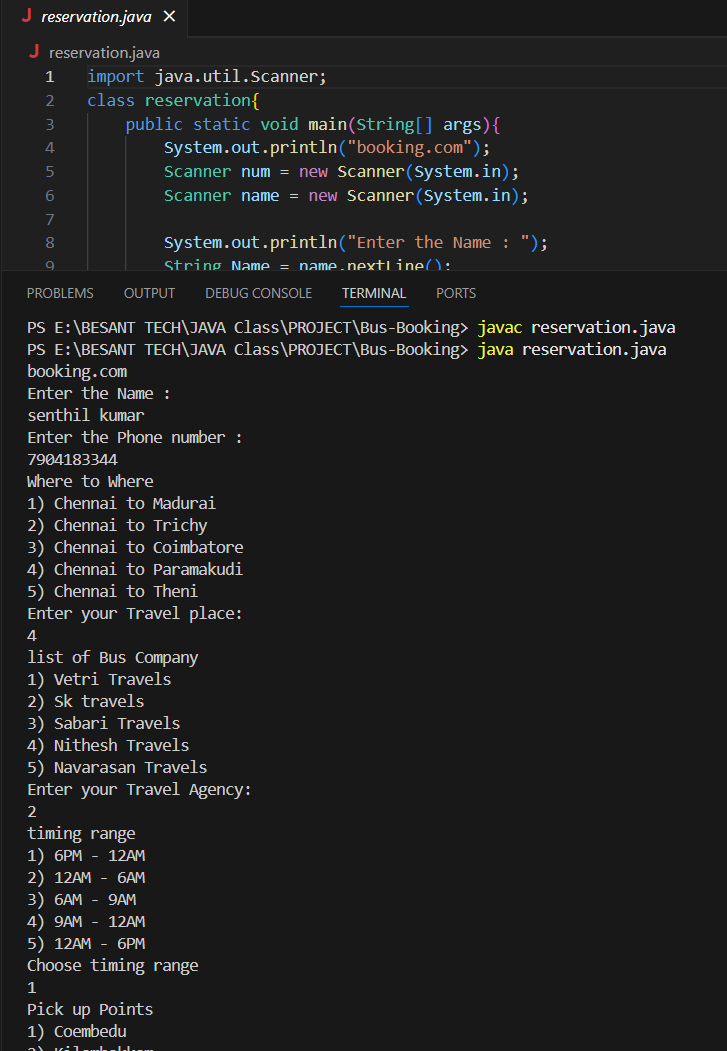 J reservation.java ×
J reservation.java
1 import java.util.Scanner;
2 class reservation{
3 public static void main(String[] args){
4 System.out.println("booking.com");
5 Scanner num = new Scanner(System.in);
6 Scanner name = new Scanner(System.in);
7
8 System.out.println("Enter the Name : ");
9 String Name = name.nextLine();
PROBLEMS OUTPUT DEBUG CONSOLE TERMINAL PORTS
PS E:\BESANT TECH\JAVA Class\PROJECT\Bus-Booking> javac reservation.java
PS E:\BESANT TECH\JAVA Class\PROJECT\Bus-Booking> java reservation.java
booking.com
Enter the Name :
senthil kumar
Enter the Phone number :
7904183344
Where to Where
1) Chennai to Madurai
2) Chennai to Trichy
3) Chennai to Coimbatore
4) Chennai to Paramakudi
5) Chennai to Theni
Enter your Travel place:
4
list of Bus Company
1) Vetri Travels
2) Sk travels
3) Sabari Travels
4) Nithesh Travels
5) Navarasan Travels
Enter your Travel Agency:
2
timing range
1) 6PM - 12AM
2) 12AM - 6AM
3) 6AM - 9AM
4) 9AM - 12AM
5) 12AM - 6PM
Choose timing range
1
Pick up Points
1) Coembedu